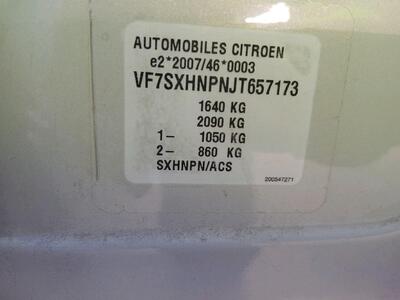 AUTOMOBILES CITROEN
e2*2007/46*0003
VF7SXHNPNJT657173
1640 KG
2090 KG
1- 1050 KG
2- 860 KG
SXHNPN/ACS
200547271